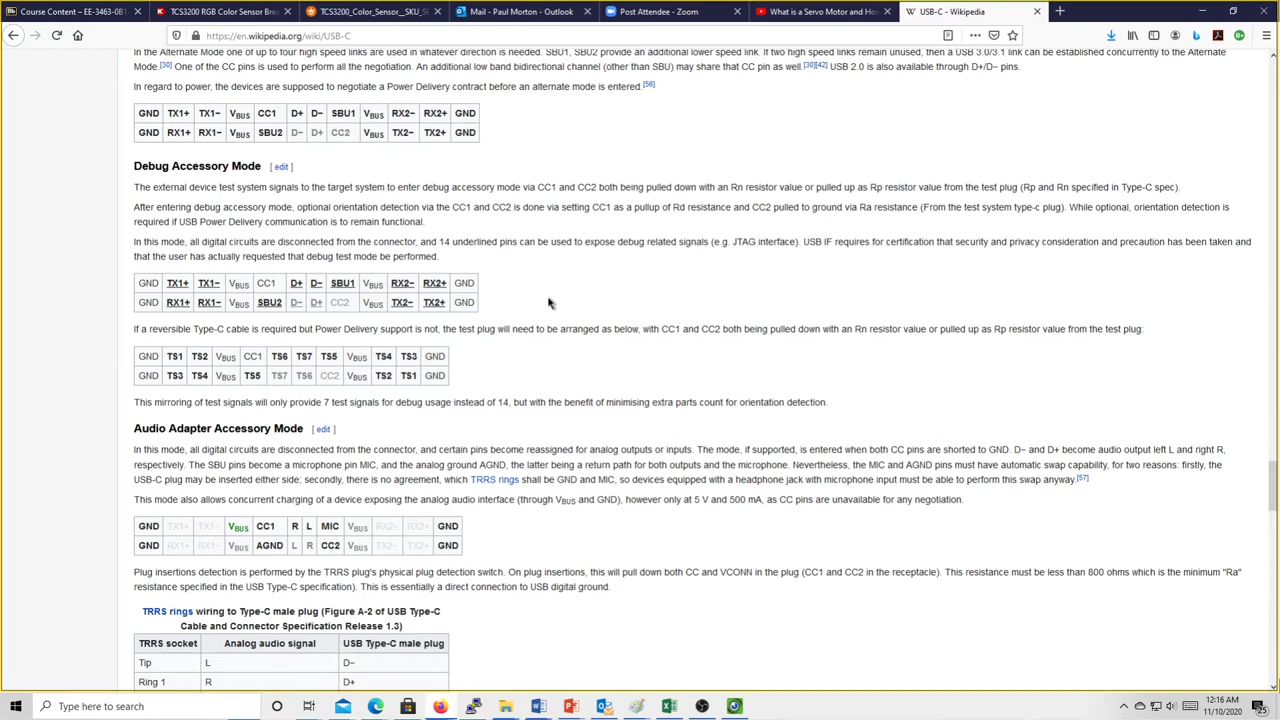 Course Content – EE-3463-0B1
TCS3200 RGB Color Sensor Brea
TCS3200_Color_Sensor__SKU_S
Mail - Paul Morton - Outlook
Post Attendee - Zoom
What is a Servo Motor and How
USB-C - Wikipedia
https://en.wikipedia.org/wiki/USB-C
In the Alternate Mode one of up to four high speed links are used in whatever direction is needed. SBU1, SBU2 provide an additional lower speed link. If two high speed links remain unused, then a USB 3.0/3.1 link can be established concurrently to the Alternate
Mode.[30] One of the CC pins is used to perform all the negotiation. An additional low band bidirectional channel (other than SBU) may share that CC pin as well.[30][42] USB 2.0 is also available through D+/D− pins.
In regard to power, the devices are supposed to negotiate a Power Delivery contract before an alternate mode is entered.[56]
GND TX1+ TX1− VBUS CC1 D+ D− SBU1 VBUS RX2− RX2+ GND
GND RX1+ RX1− VBUS SBU2 D− D+ CC2 VBUS TX2− TX2+ GND
Debug Accessory Mode [ edit ]
The external device test system signals to the target system to enter debug accessory mode via CC1 and CC2 both being pulled down with an Rn resistor value or pulled up as Rp resistor value from the test plug (Rp and Rn specified in Type-C spec).
After entering debug accessory mode, optional orientation detection via the CC1 and CC2 is done via setting CC1 as a pullup of Rd resistance and CC2 pulled to ground via Ra resistance (From the test system type-c plug). While optional, orientation detection is
required if USB Power Delivery communication is to remain functional.
In this mode, all digital circuits are disconnected from the connector, and 14 underlined pins can be used to expose debug related signals (e.g. JTAG interface). USB IF requires for certification that security and privacy consideration and precaution has been taken and
that the user has actually requested that debug test mode be performed.
GND TX1+ TX1− VBUS CC1 D+ D− SBU1 VBUS RX2− RX2+ GND
GND RX1+ RX1− VBUS SBU2 D− D+ CC2 VBUS TX2− TX2+ GND
If a reversible Type-C cable is required but Power Delivery support is not, the test plug will need to be arranged as below, with CC1 and CC2 both being pulled down with an Rn resistor value or pulled up as Rp resistor value from the test plug:
GND TS1 TS2 VBUS CC1 TS6 TS7 TS5 VBUS TS4 TS3 GND
GND TS3 TS4 VBUS TS5 TS7 TS6 CC2 VBUS TS2 TS1 GND
This mirroring of test signals will only provide 7 test signals for debug usage instead of 14, but with the benefit of minimising extra parts count for orientation detection.
Audio Adapter Accessory Mode [ edit ]
In this mode, all digital circuits are disconnected from the connector, and certain pins become reassigned for analog outputs or inputs. The mode, if supported, is entered when both CC pins are shorted to GND. D− and D+ become audio output left L and right R,
respectively. The SBU pins become a microphone pin MIC, and the analog ground AGND, the latter being a return path for both outputs and the microphone. Nevertheless, the MIC and AGND pins must have automatic swap capability, for two reasons: firstly, the
USB-C plug may be inserted either side; secondly, there is no agreement, which TRRS rings shall be GND and MIC, so devices equipped with a headphone jack with microphone input must be able to perform this swap anyway.[57]
This mode also allows concurrent charging of a device exposing the analog audio interface (through VBUS and GND), however only at 5 V and 500 mA, as CC pins are unavailable for any negotiation.
GND TX1+ TX1− VBUS CC1 R L MIC VBUS RX2− RX2+ GND
GND RX1+ RX1− VBUS AGND L R CC2 VBUS TX2− TX2+ GND
Plug insertions detection is performed by the TRRS plug's physical plug detection switch. On plug insertions, this will pull down both CC and VCONN in the plug (CC1 and CC2 in the receptacle). This resistance must be less than 800 ohms which is the minimum "Ra"
resistance specified in the USB Type-C specification). This is essentially a direct connection to USB digital ground.
TRRS rings wiring to Type-C male plug (Figure A-2 of USB Type-C
Cable and Connector Specification Release 1.3)
TRRS socket Analog audio signal USB Type-C male plug
Tip L D−
Ring 1 R D+
Type here to search
12:16 AM
11/10/2020
25